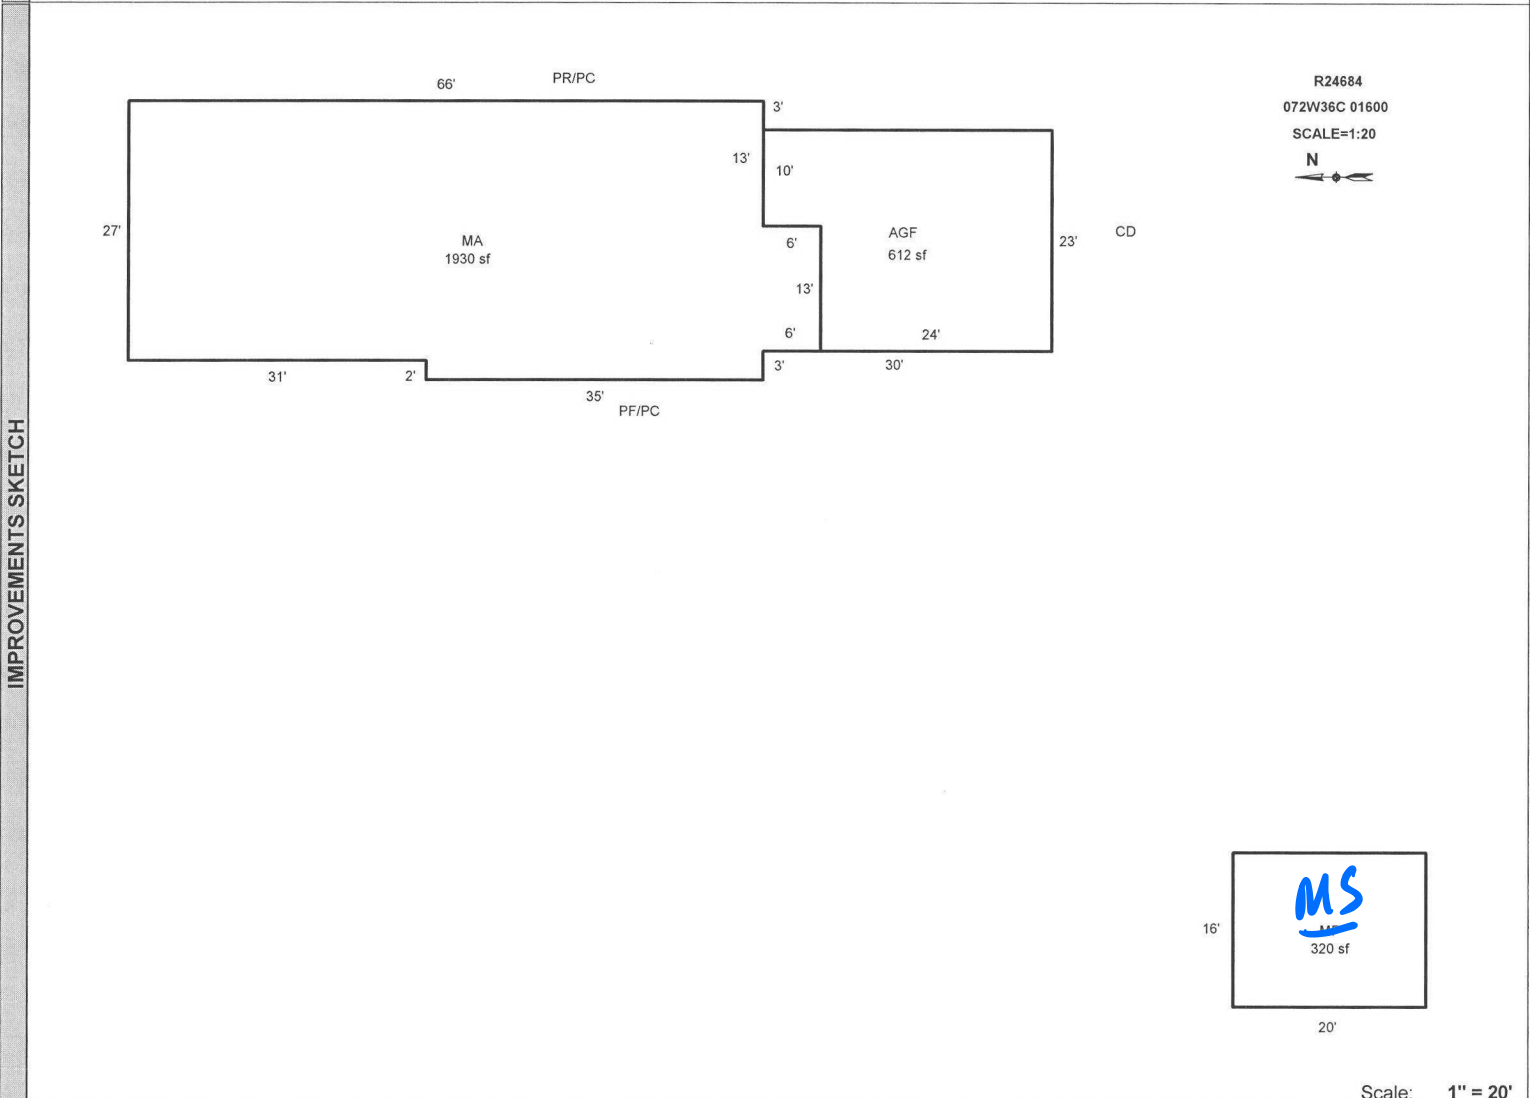 66'
PR/PC
R24684
072W36C 01600
SCALE=1:20
N
3'
13'
10'
27'
MA
1930 sf
6'
AGF
612 sf
23'
CD
13'
6'
24'
31'
2'
3'
30'
35'
PF/PC
IMPROVEMENTS SKETCH
MS
16'
320 sf
20'
Scale: 1" = 20'